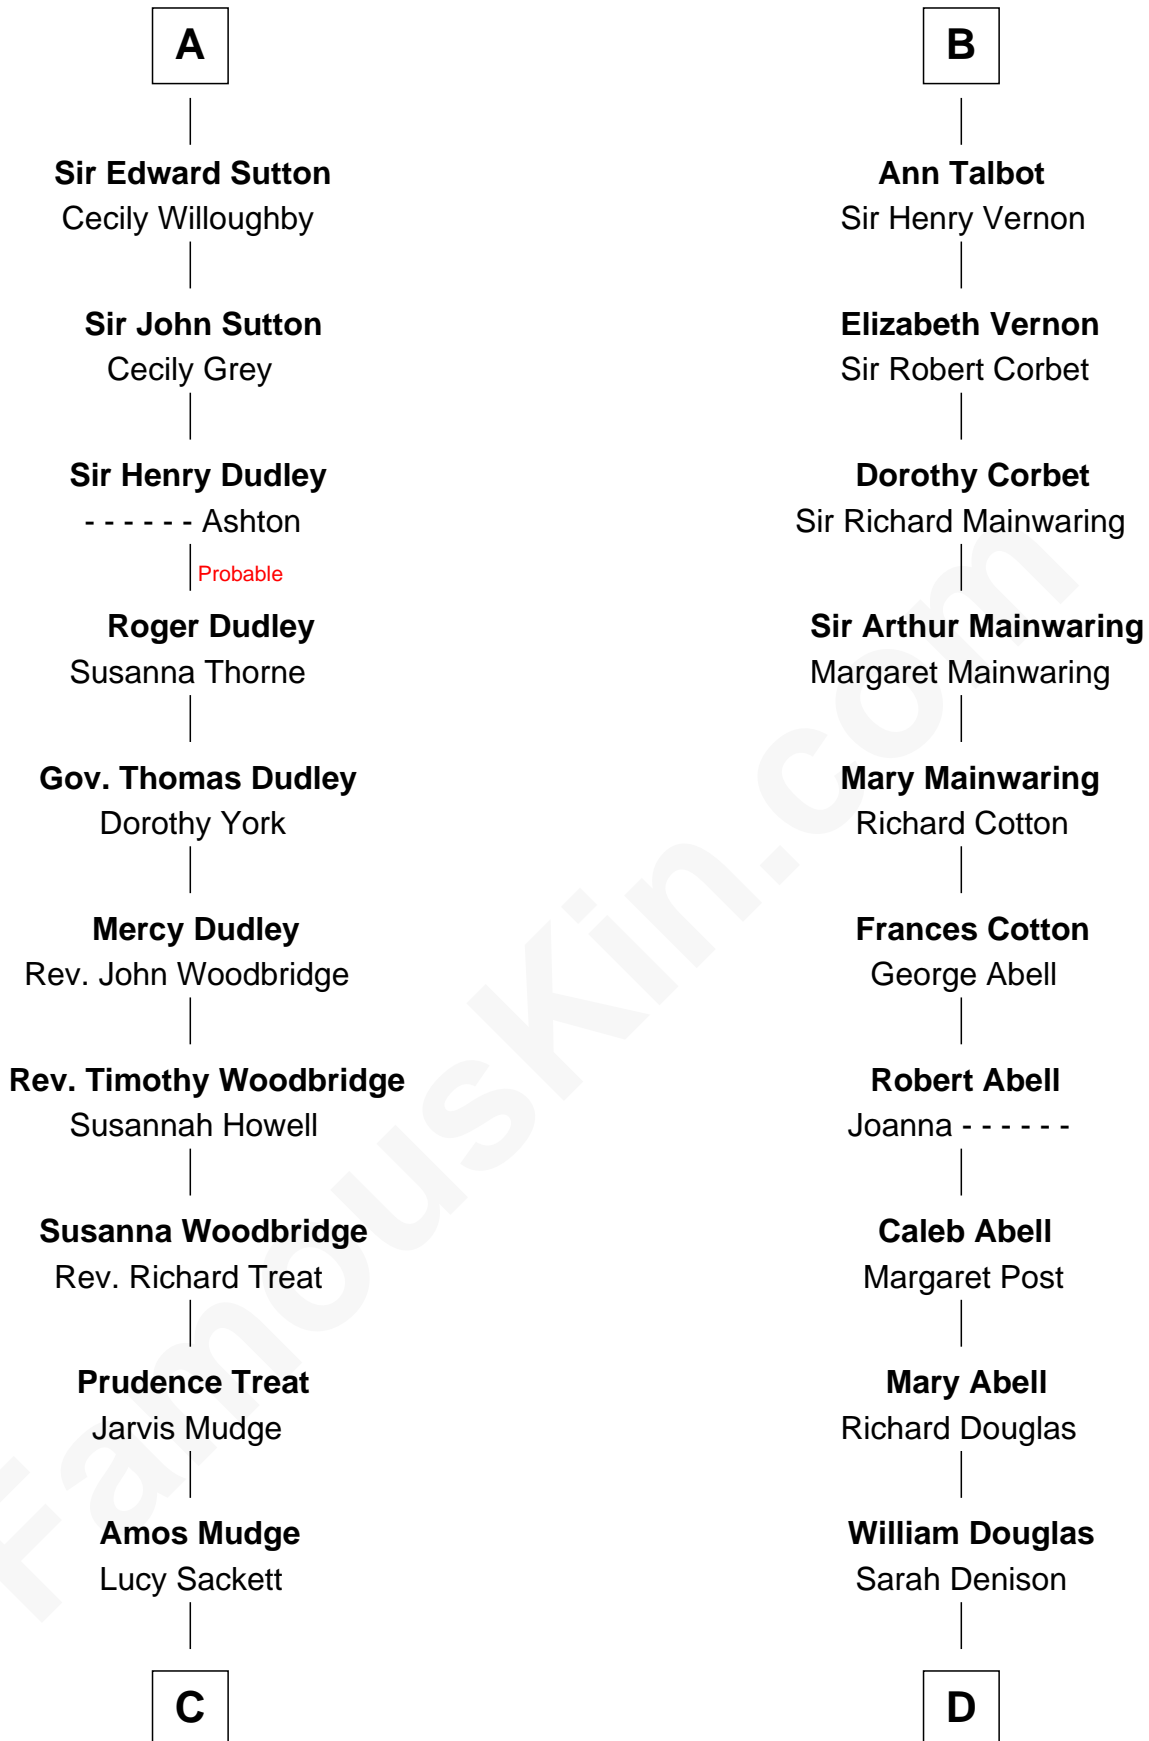 A
Sir Edward Sutton
Cecily Willoughby
Sir John Sutton
Cecily Grey
Sir Henry Dudley
- - - - - - Ashton
Probable
Roger Dudley
Susanna Thorne
Gov. Thomas Dudley
Dorothy York
Mercy Dudley
Rev. John Woodbridge
Rev. Timothy Woodbridge
Susannah Howell
Susanna Woodbridge
Rev. Richard Treat
Prudence Treat
Jarvis Mudge
Amos Mudge
Lucy Sackett
C
B
Ann Talbot
Sir Henry Vernon
Elizabeth Vernon
Sir Robert Corbet
Dorothy Corbet
Sir Richard Mainwaring
Sir Arthur Mainwaring
Margaret Mainwaring
Mary Mainwaring
Richard Cotton
Frances Cotton
George Abell
Robert Abell
Joanna - - - - - -
Caleb Abell
Margaret Post
Mary Abell
Richard Douglas
William Douglas
Sarah Denison
D
FamousKin.com